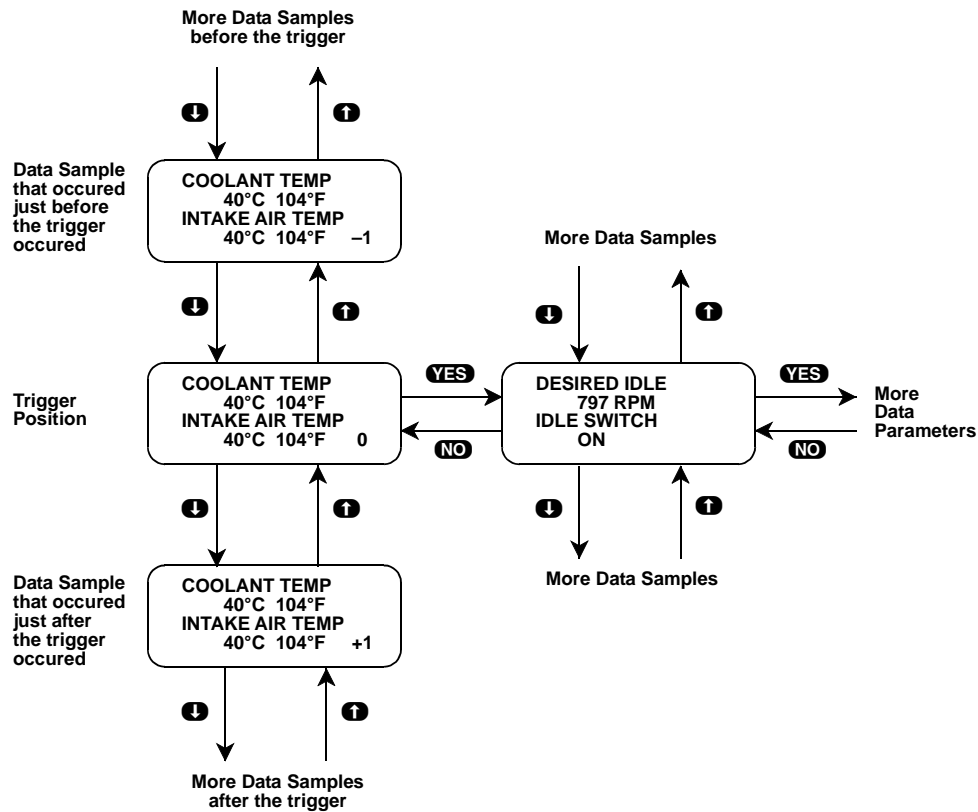 More Data Samples
before the trigger
Data Sample
that occured
just before
the trigger
occured
COOLANT TEMP
40°C 104°F
INTAKE AIR TEMP
40°C 104°F –1
More Data Samples
Trigger
Position
COOLANT TEMP
40°C 104°F
INTAKE AIR TEMP
40°C 104°F 0
YES
NO
DESIRED IDLE
797 RPM
IDLE SWITCH
ON
YES
NO
More
Data
Parameters
More Data Samples
Data Sample
that occured
just after
the trigger
occured
COOLANT TEMP
40°C 104°F
INTAKE AIR TEMP
40°C 104°F +1
More Data Samples
after the trigger